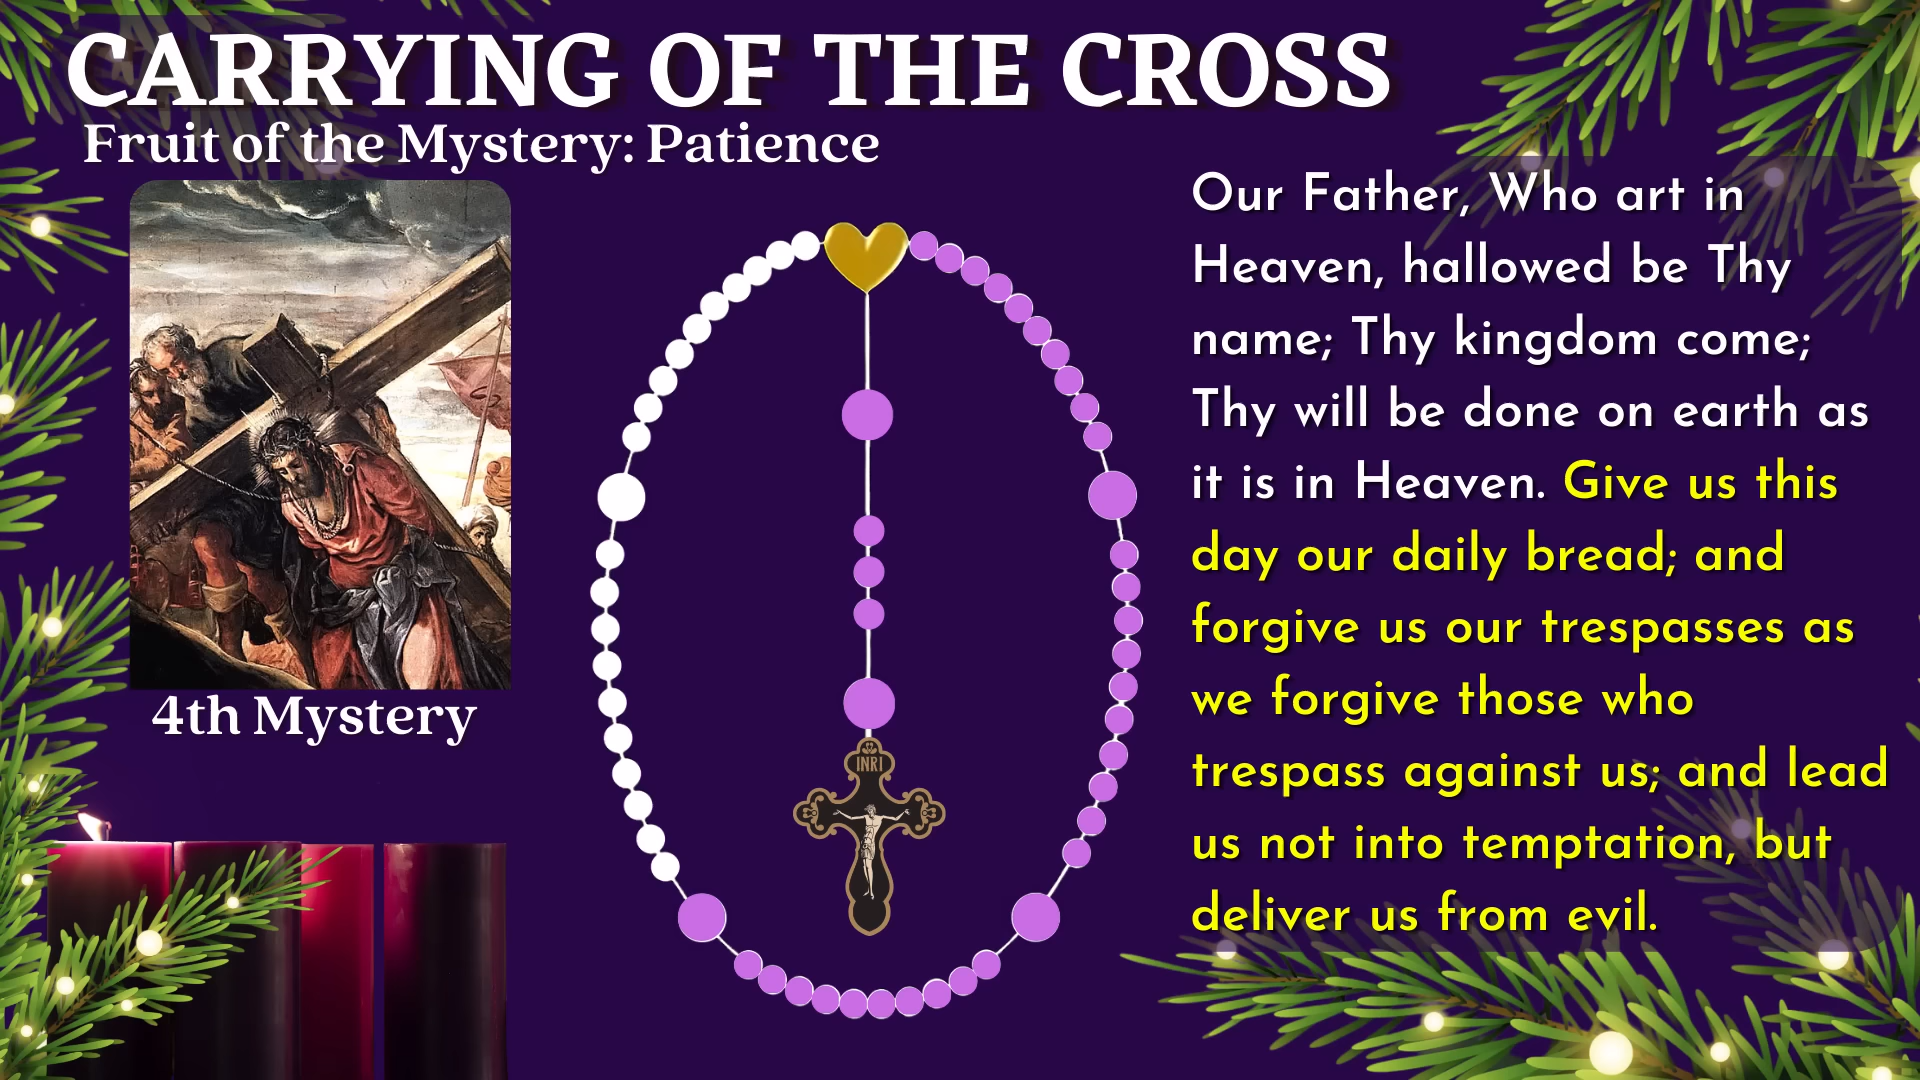 CARRYING OF THE CROSS
Fruit of the Mystery: Patience
4th Mystery
INRI
Our Father, Who art in
Heaven, hallowed be Thy
name; Thy kingdom come;
Thy will be done on earth as
it is in Heaven. Give us this
day our daily bread; and
forgive us our trespasses as
we forgive those who
trespass against us; and lead
us not into temptation, but
deliver us from evil.